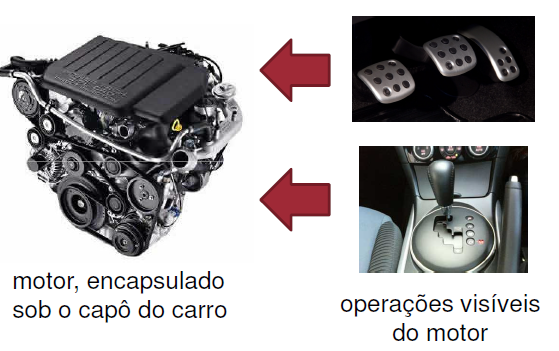 motor, encapsulado
sob o capô do carro
operações visíveis
do motor